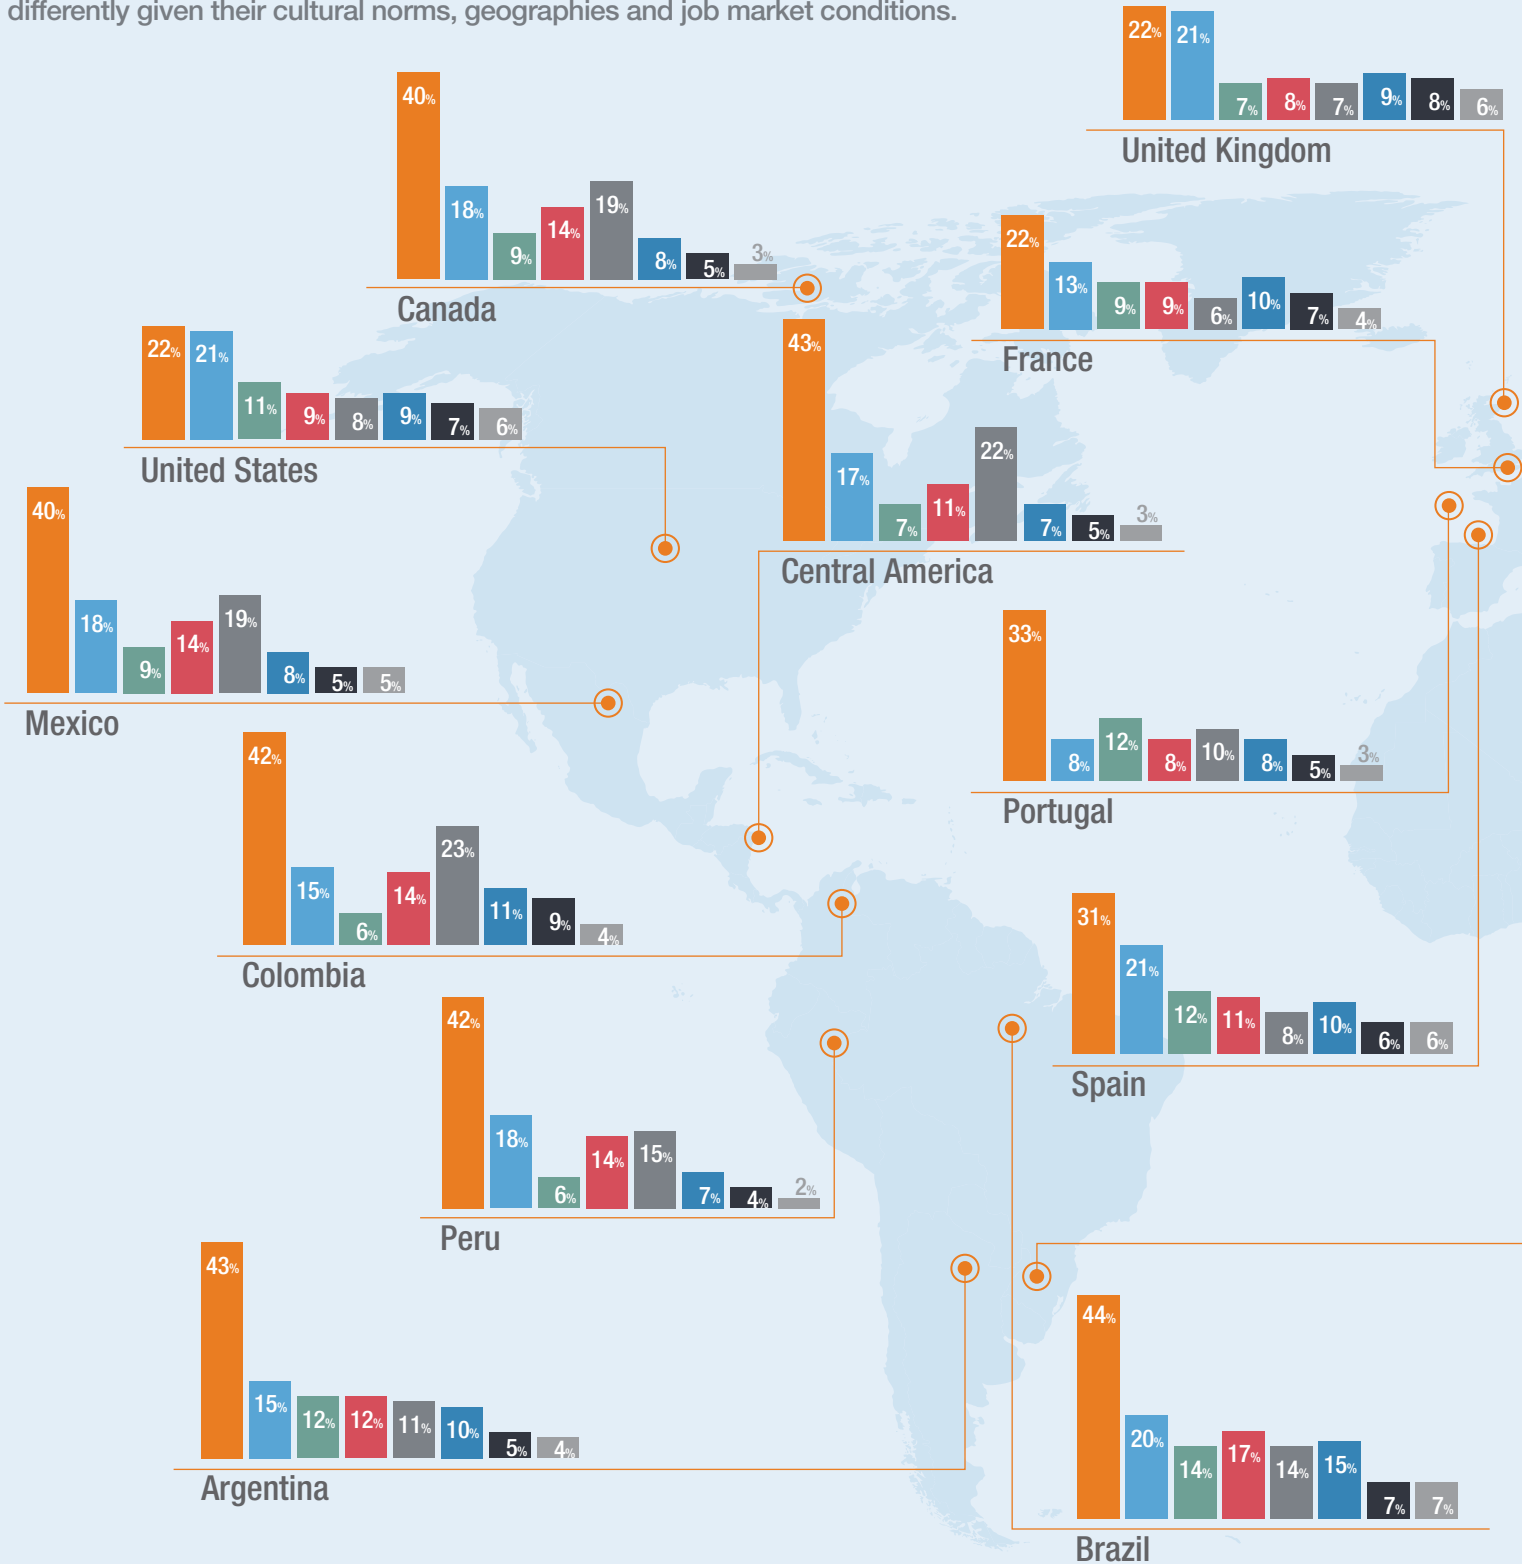 differently given their cultural norms, geographies and job market conditions.
22% 21% 7% 8% 7% 9% 8% 6%
United Kingdom
40% 18% 9% 14% 19% 8% 5% 3%
Canada
22% 13% 9% 9% 6% 10% 7% 4%
France
22% 21% 11% 9% 8% 9% 7% 6%
United States
43% 17% 7% 11% 22% 7% 5% 3%
Central America
40% 18% 9% 14% 19% 8% 5% 5%
Mexico
33% 8% 12% 8% 10% 8% 5% 3%
Portugal
42% 15% 6% 14% 23% 11% 9% 4%
Colombia
31% 21% 12% 11% 8% 10% 6% 6%
Spain
42% 18% 6% 14% 15% 7% 4% 2%
Peru
43% 15% 12% 12% 11% 10% 5% 4%
Argentina
44% 20% 14% 17% 14% 15% 7% 7%
Brazil